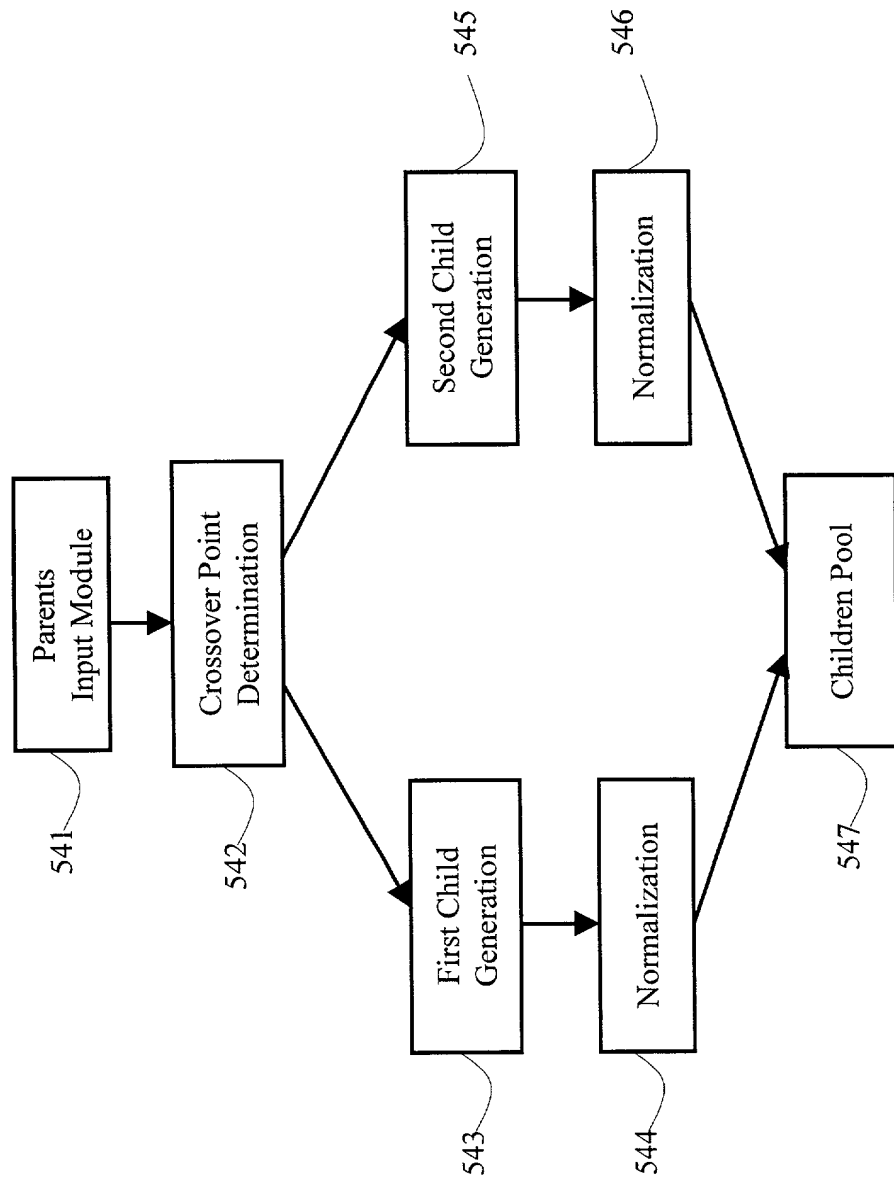 541
Parents
Input Module
542
Crossover Point
Determination
543
First Child
Generation
545
Second Child
Generation
544
Normalization
546
Normalization
547
Children Pool